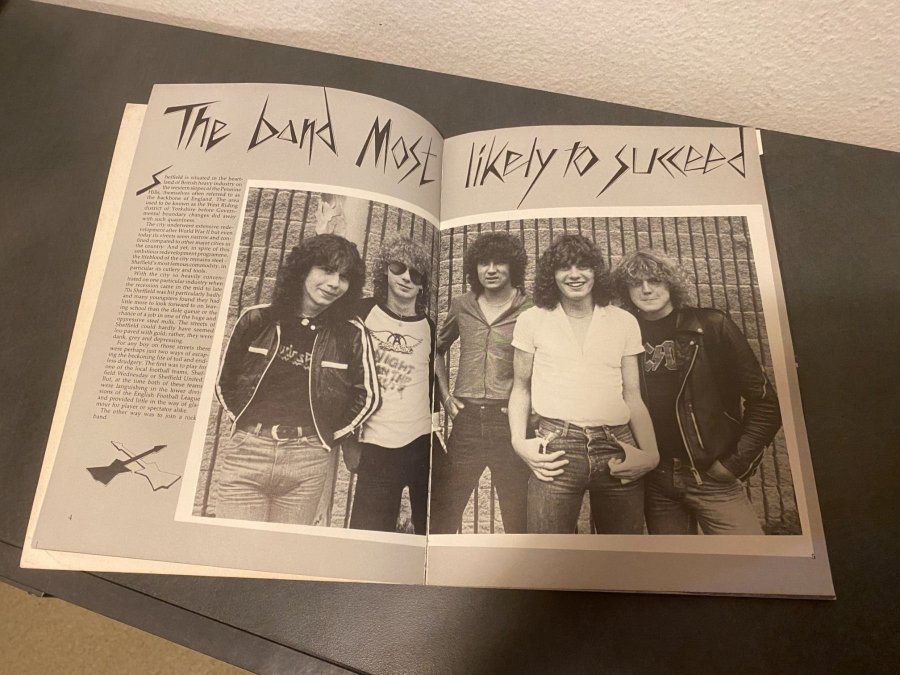 The band Most likely to succeed
Sheffield is situated in the heart-
land of British heavy industry on
the western slopes of the Pennine
Hills, themselves often referred to as
the backbone of England. The area
used to be known as the West Riding
district of Yorkshire before Govern-
mental boundary changes did away
with such quaintness.
The city underwent extensive rede-
velopment after World War II but even
today its streets seem narrow and con-
fined compared to other major cities in
the country. And yet, in spite of this
ambitious redevelopment programme,
the lifeblood of the city remains steel,
Sheffield's most famous commodity, in
particular its cutlery and tools.
With the city so heavily concen-
trated on one particular industry when
the recession came in the mid to late
70s Sheffield was hit particularly badly
and many youngsters found they had
little more to look forward to on leav-
ing school than the dole queue or the
chance of a job in one of the huge and
oppressive steel mills. The streets of
Sheffield could hardly have seemed
less paved with gold; rather, they were
dank, grey and depressing.
For any boy on those streets there
were perhaps just two ways of escap-
ing the beckoning life of toil and end-
less drudgery. The first was to play for
one of the local football teams, Shef-
field Wednesday or Sheffield United.
But, at the time both of these teams
were languishing in the lower divis-
ions of the English Football League
and provided little in the way of gla-
mour for player or spectator alike.
The other way was to join a rock
band.
AEROSMITH
NIGHT
IN THE
4
5